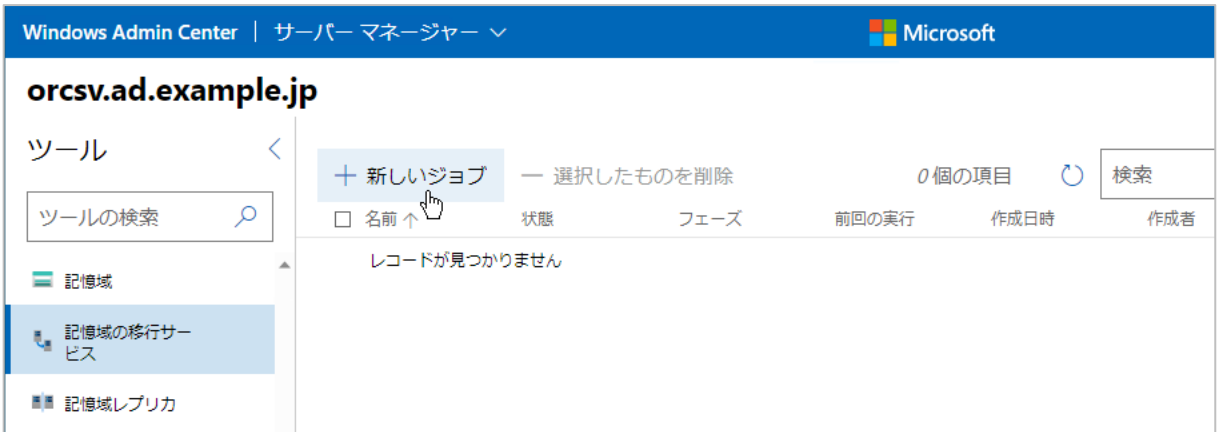 Windows Admin Center | サーバー マネージャー
Microsoft
orcsv.ad.example.jp
ツール
ツールの検索
記憶域
記憶域の移行サー
ビス
記憶域レプリカ
新しいジョブ
選択したものを削除
0 個の項目
検索
名前 状態 フェーズ 前回の実行 作成日時 作成者
レコードが見つかりません